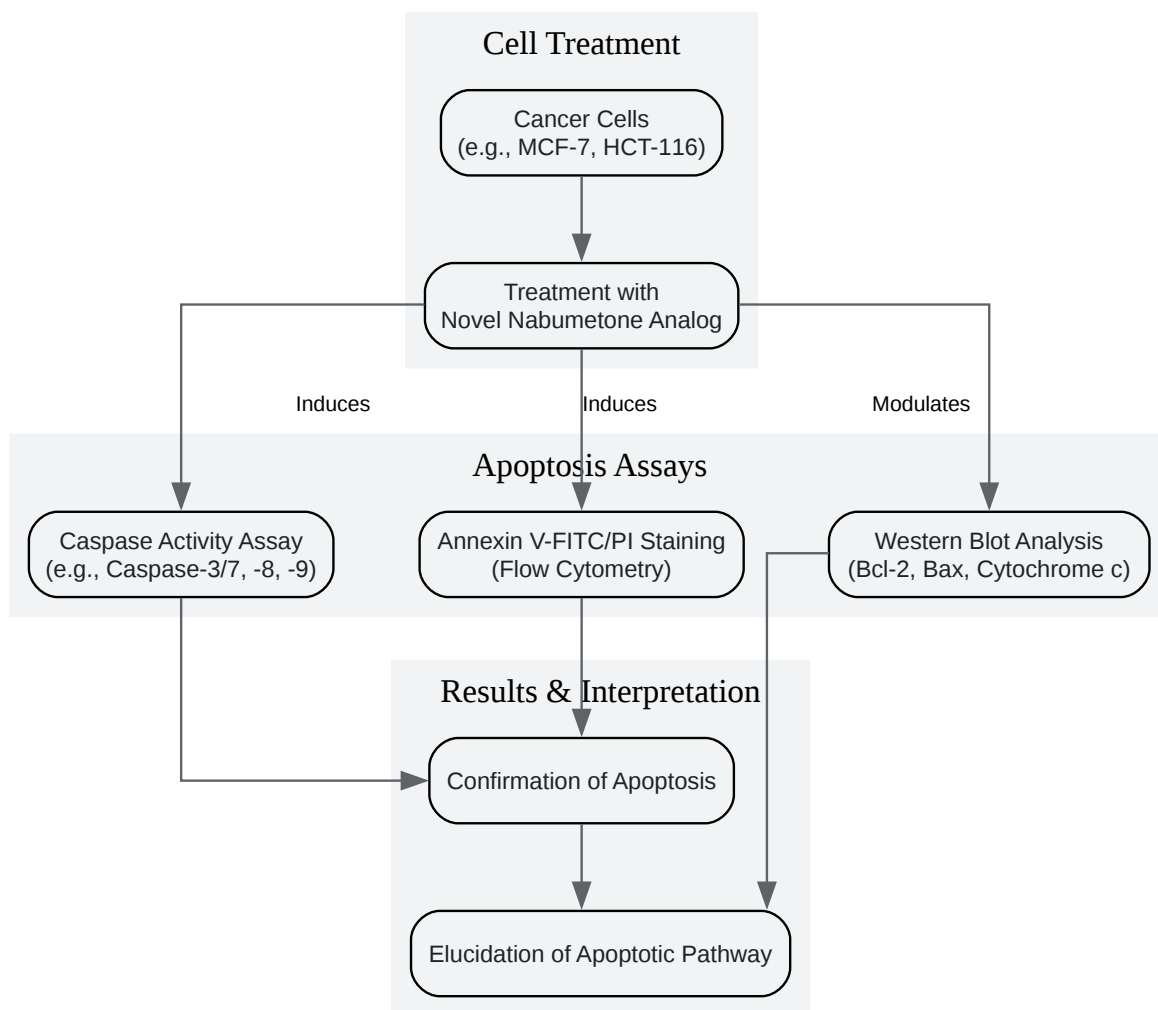 Cell Treatment
Cancer Cells
(e.g., MCF-7, HCT-116)
Treatment with
Novel Nabumetone Analog
Induces
Induces
Modulates
Apoptosis Assays
Caspase Activity Assay
(e.g., Caspase-3/7, -8, -9)
Annexin V-FITC/PI Staining
(Flow Cytometry)
Western Blot Analysis
(Bcl-2, Bax, Cytochrome c)
Results & Interpretation
Confirmation of Apoptosis
Elucidation of Apoptotic Pathway